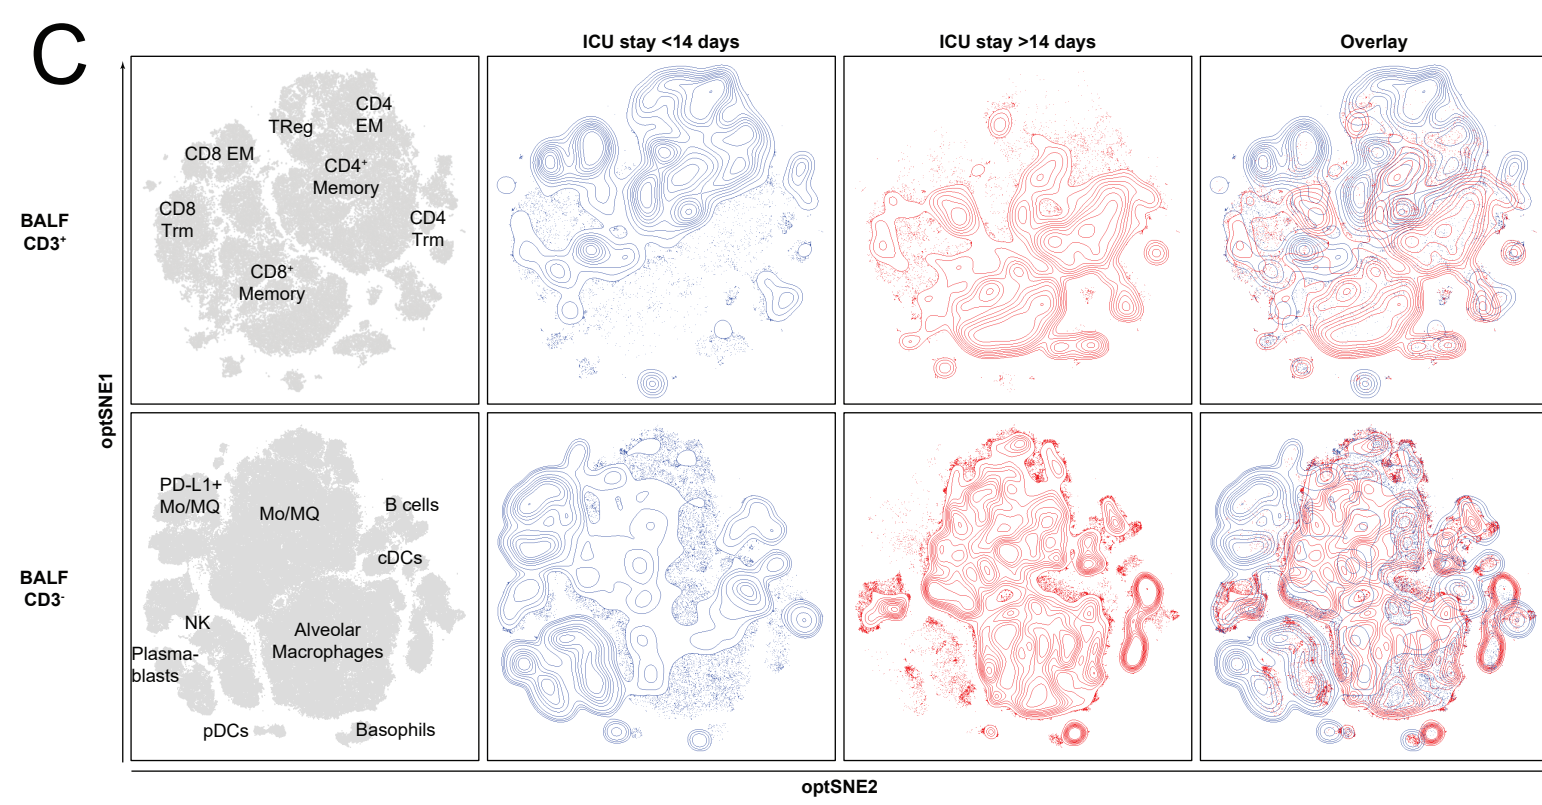 C
ICU stay <14 days
ICU stay >14 days
Overlay
BALF
CD3⁺
TReg
CD4
EM
CD8 EM
CD4⁺
Memory
CD8
Trm
CD4
Trm
CD8⁺
Memory
optSNE1
BALF
CD3⁻
PD-L1+
Mo/MQ
Mo/MQ
B cells
cDCs
NK
Alveolar
Macrophages
Plasma-
blasts
pDCs
Basophils
optSNE2